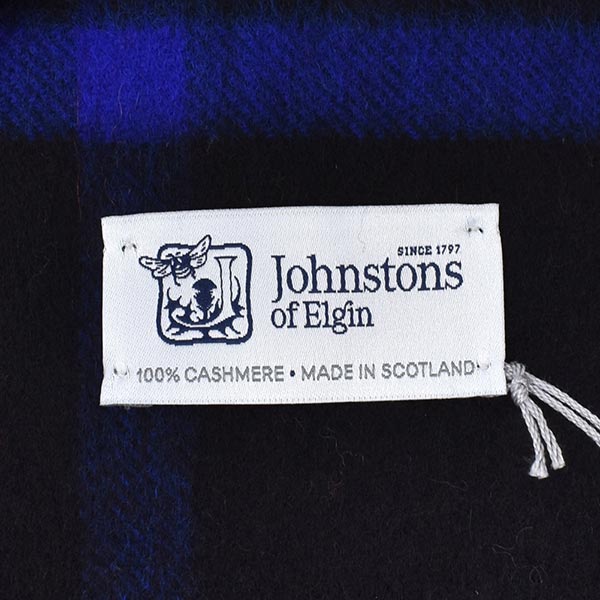 SINCE 1797
Johnstons
of Elgin
100% CASHMERE • MADE IN SCOTLAND